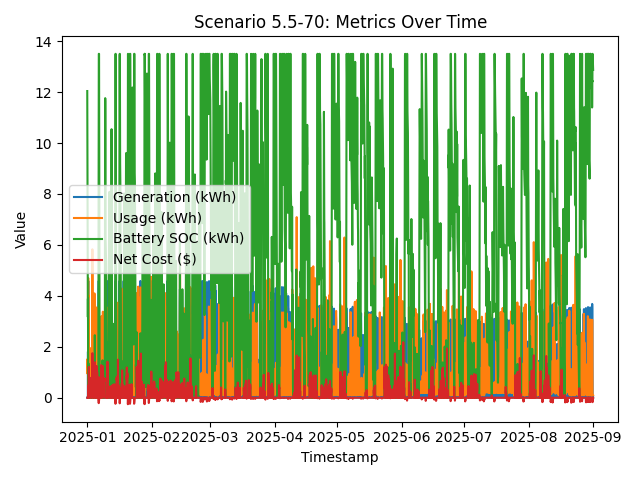 Scenario 5.5-70: Metrics Over Time
14
12
10
8
6
4
2
0
Value
Generation (kWh)
Usage (kWh)
Battery SOC (kWh)
Net Cost ($)
2025-01 2025-02 2025-03 2025-04 2025-05 2025-06 2025-07 2025-08 2025-09
Timestamp